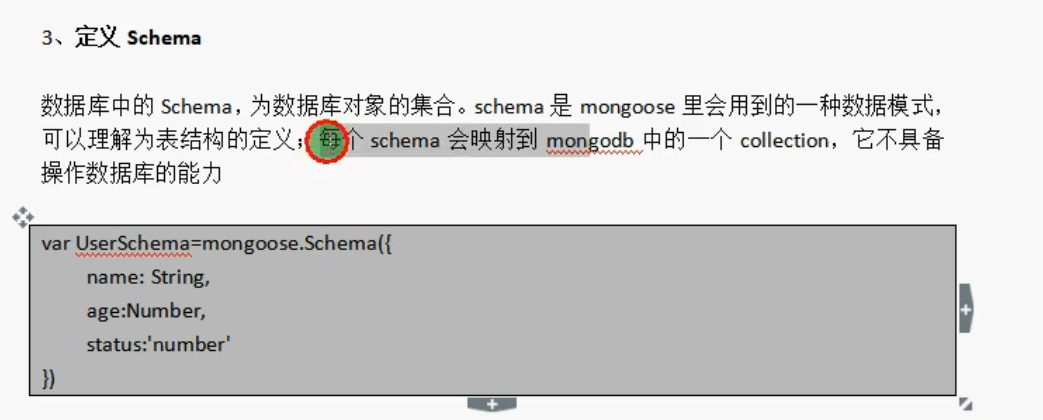 3、定义 Schema
数据库中的 Schema，为数据库对象的集合。schema 是 mongoose 里会用到的一种数据模式，
可以理解为表结构的定义；每个 schema 会映射到 mongodb 中的一个 collection，它不具备
操作数据库的能力
var UserSchema=mongoose.Schema({
name: String,
age:Number,
status:'number'
})